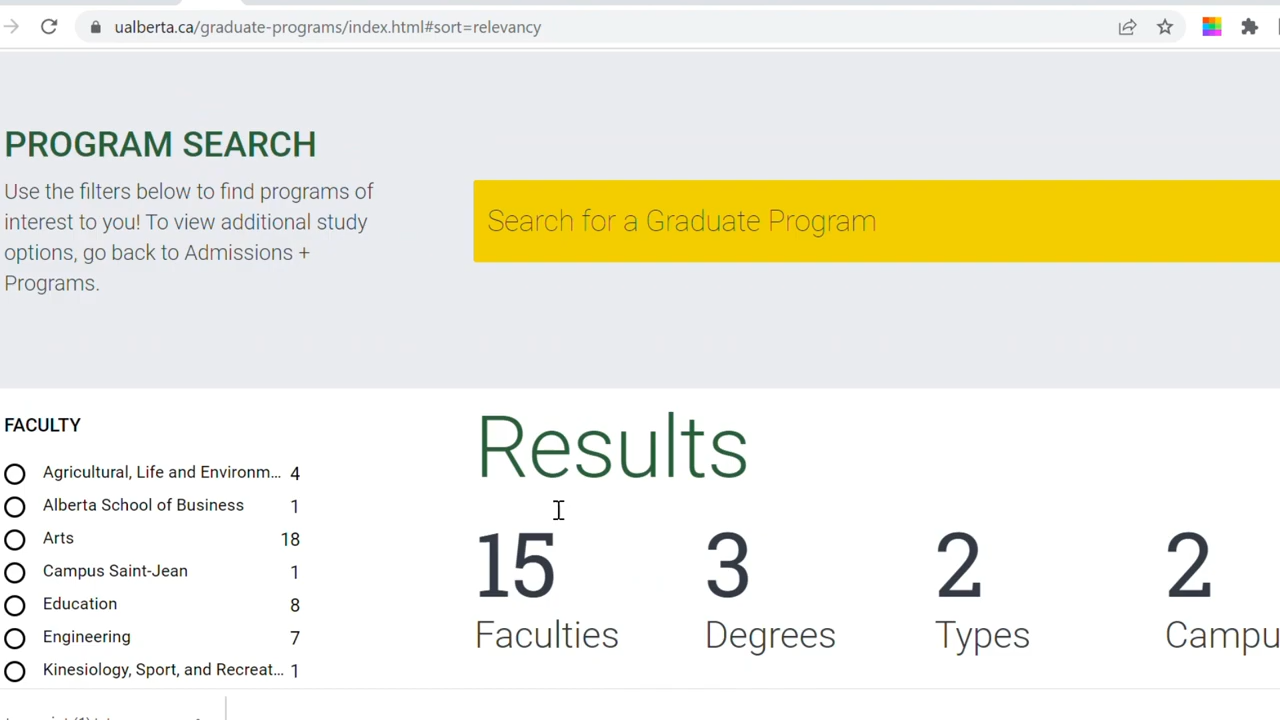 ualberta.ca/graduate-programs/index.html#sort=relevancy
PROGRAM SEARCH
Use the filters below to find programs of
interest to you! To view additional study
options, go back to Admissions +
Programs.
Search for a Graduate Program
FACULTY
Agricultural, Life and Environm... 4
Alberta School of Business 1
Arts 18
Campus Saint-Jean 1
Education 8
Engineering 7
Kinesiology, Sport, and Recreat... 1
Results
15 3 2 2
Faculties Degrees Types Campu